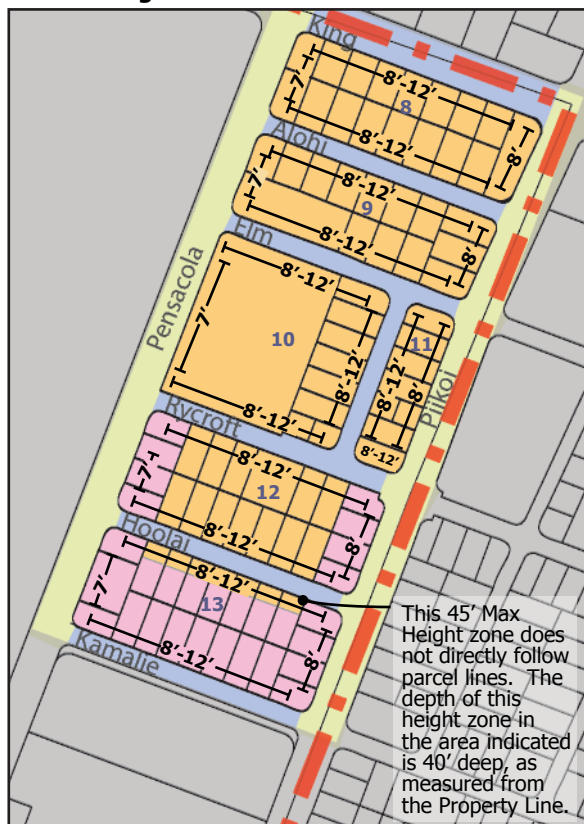 King
8'-12'
7'
8
8'
8'-12'
Alohi
8'-12'
7'
9
8'
8'-12'
Elm
8'-12'
Pensacola
7'
10
8'-12'
11
8'-12'
8'
Piikoi
8'-12'
8'-12'
Rycroft
8'-12'
7'
12
8'
8'-12'
Hoolai
8'-12'
7'
13
8'
8'-12'
Kamalie
This 45' Max
Height zone does
not directly follow
parcel lines. The
depth of this
height zone in
the area indicated
is 40' deep, as
measured from
the Property Line.